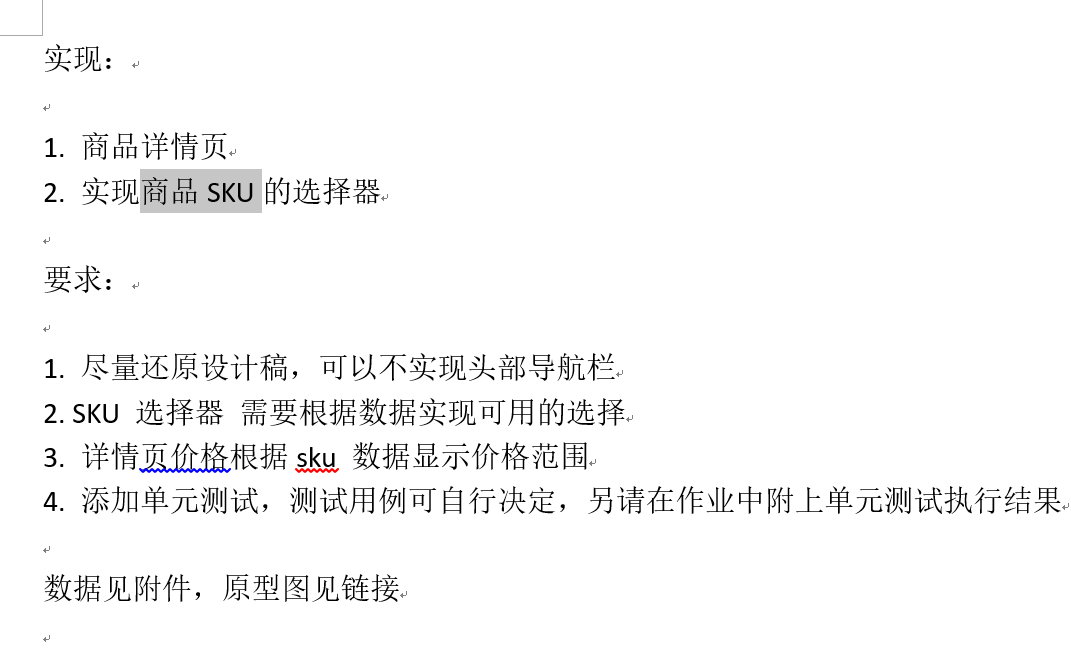 实现：
1. 商品详情页
2. 实现商品 SKU 的选择器
要求：
1. 尽量还原设计稿，可以不实现头部导航栏
2. SKU 选择器 需要根据数据实现可用的选择
3. 详情页价格根据 sku 数据显示价格范围
4. 添加单元测试，测试用例可自行决定，另请在作业中附上单元测试执行结果
数据见附件，原型图见链接